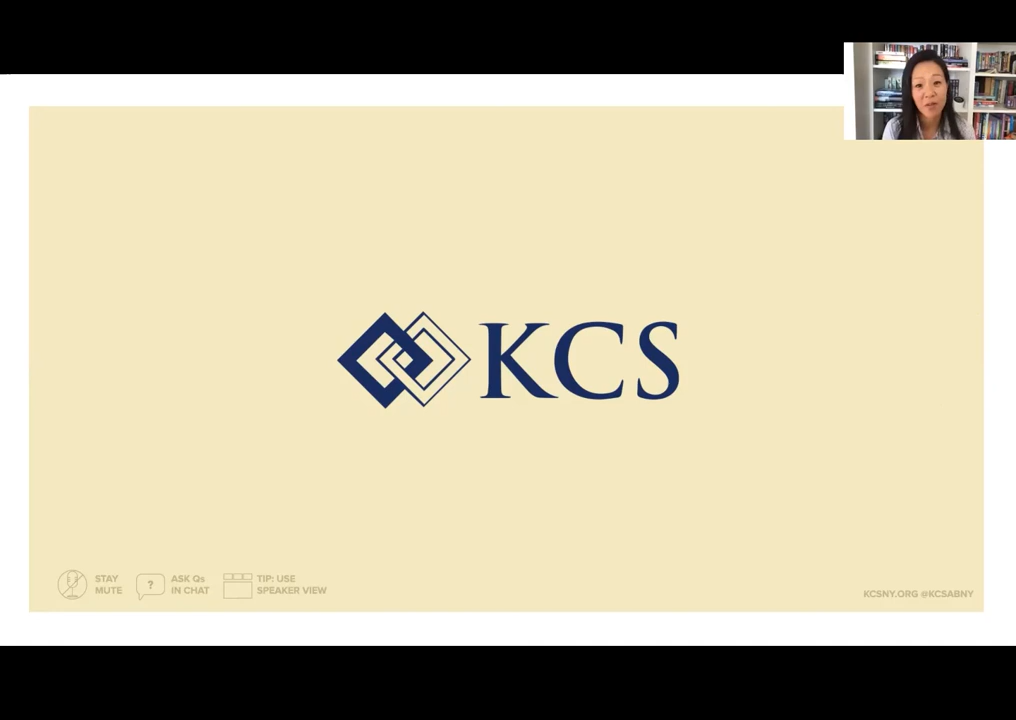 KCS
STAY
MUTE
?
ASK Qs
IN CHAT
TIP: USE
SPEAKER VIEW
KCSNY.ORG @KCSABNY